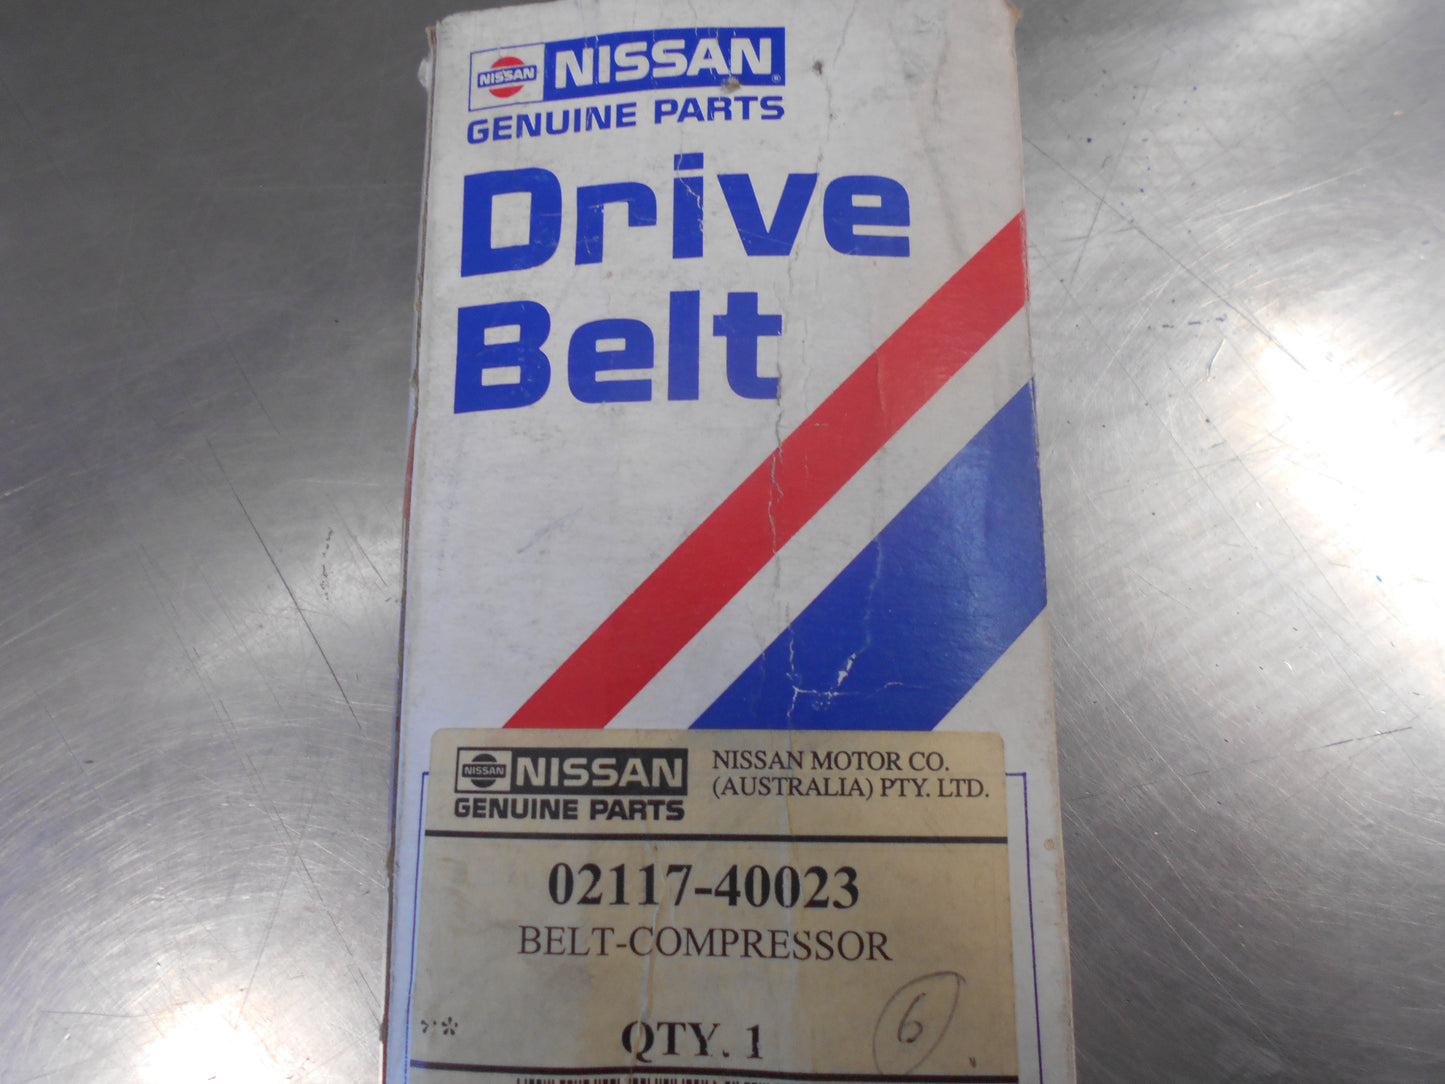 NISSAN NISSAN®
GENUINE PARTS
Drive
Belt
NISSAN NISSAN
GENUINE PARTS
NISSAN MOTOR CO.
(AUSTRALIA) PTY. LTD.
02117-40023
BELT-COMPRESSOR
6
** QTY. 1